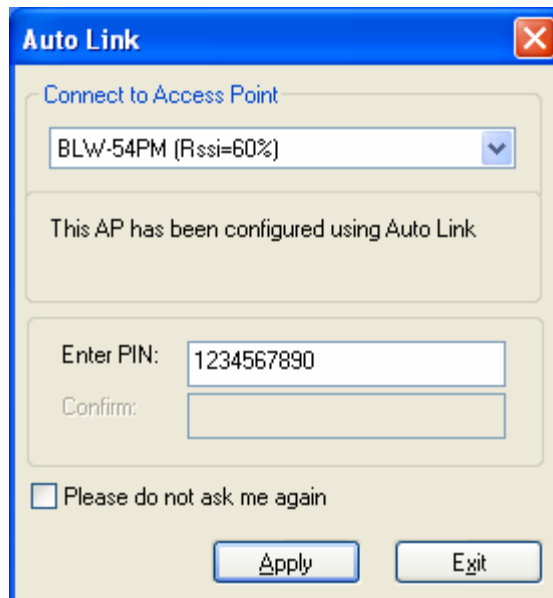 Auto Link
Connect to Access Point
BLW-54PM (Rssi=60%)
This AP has been configured using Auto Link
Enter PIN: 1234567890
Confirm:
Please do not ask me again
Apply Exit